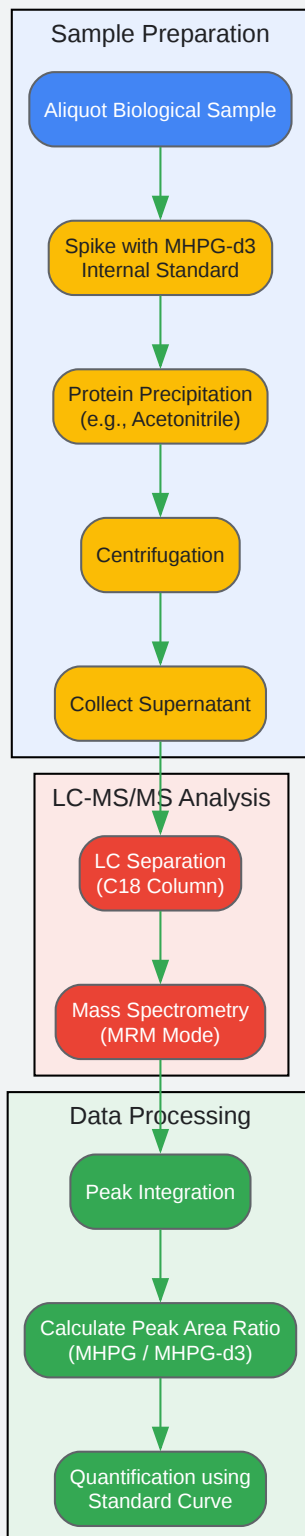 Sample Preparation
Aliquot Biological Sample
Spike with MHPG-d3
Internal Standard
Protein Precipitation
(e.g., Acetonitrile)
Centrifugation
Collect Supernatant
LC-MS/MS Analysis
LC Separation
(C18 Column)
Mass Spectrometry
(MRM Mode)
Data Processing
Peak Integration
Calculate Peak Area Ratio
(MHPG / MHPG-d3)
Quantification using
Standard Curve